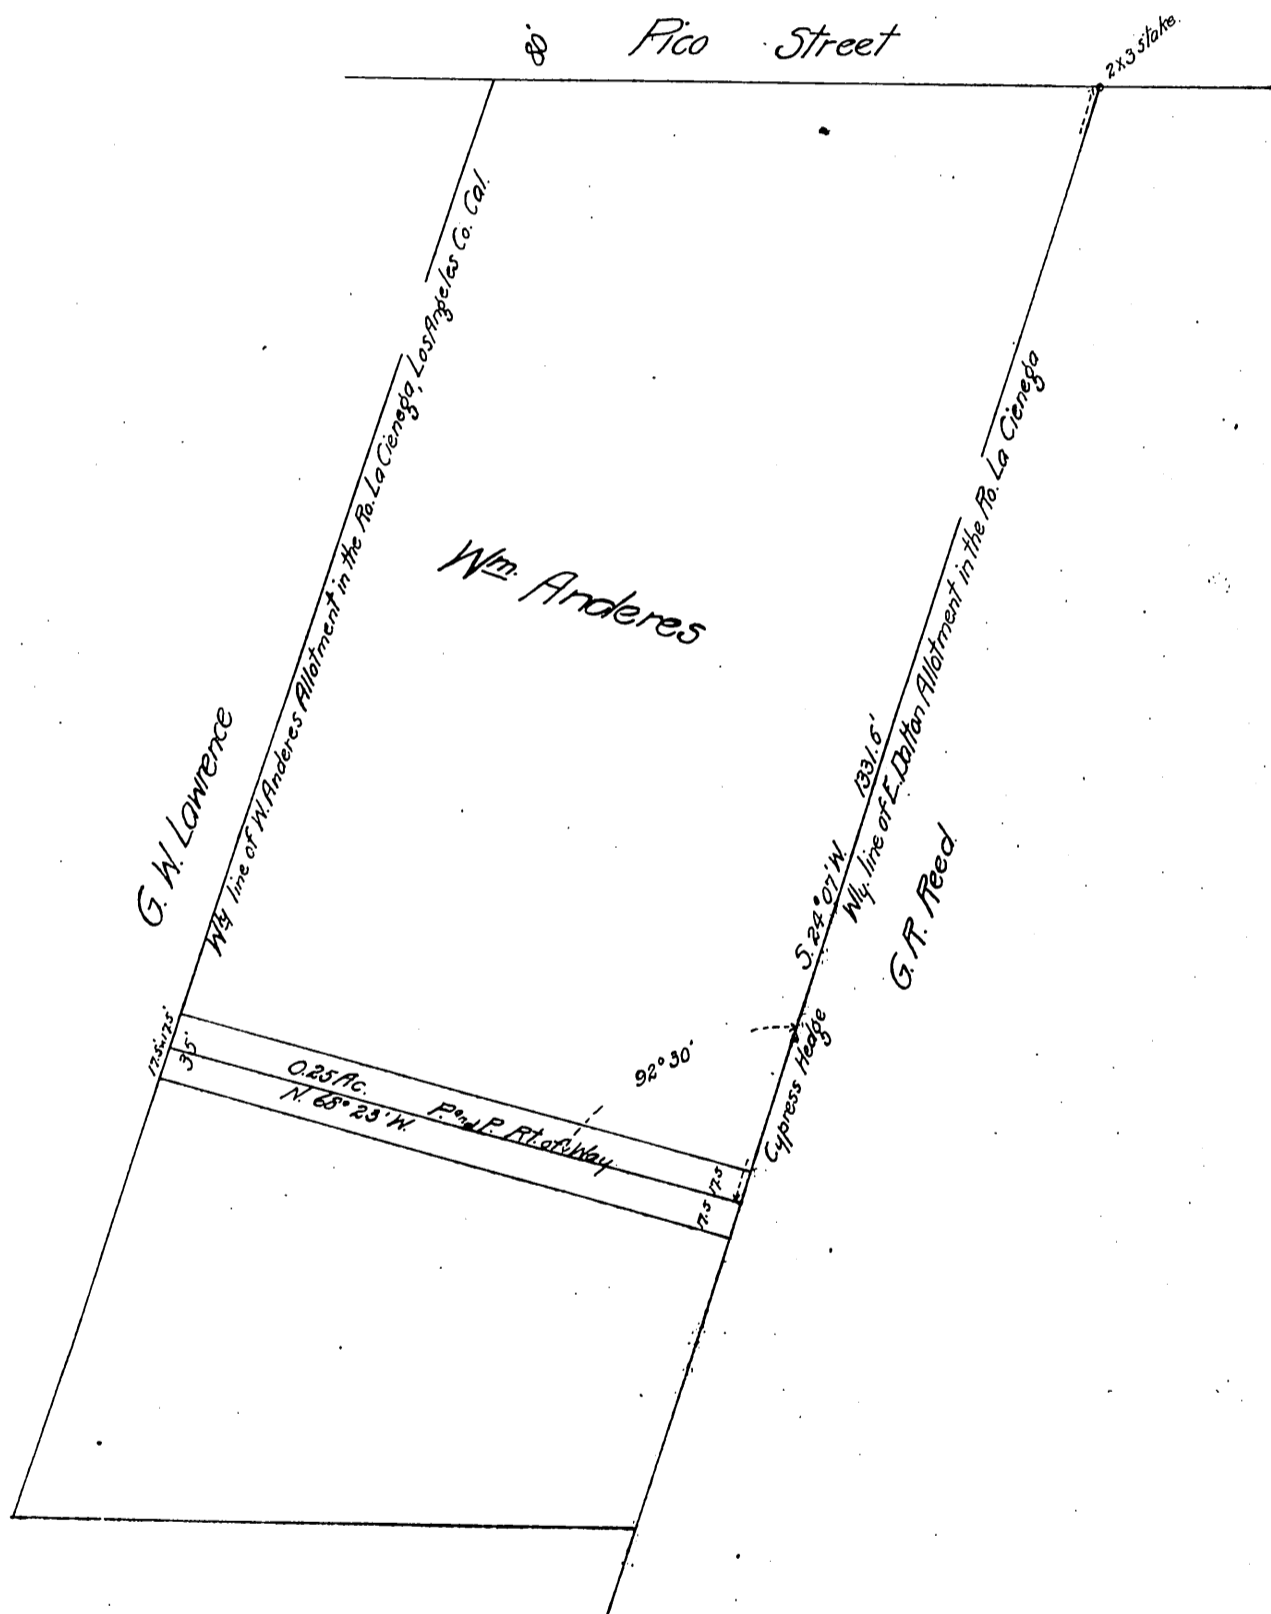 80'
Pico Street
2x3 stake.
Wly line of W. Anderes Allotment in the Ro. La Cienega, Los Angeles Co. Cal.
Wm. Anderes
Wly. line of E. Dalton Allotment in the Ro. La Cienega
S. 24° 07' W. 1331.6'
G. W. Lawrence
G. R. Reed.
Cypress Hedge
92° 30'
17.5' 17.5'
35'
0.25 Ac.
N. 68° 23' W.
P. and P. Rt. of Way
17.5
17.5